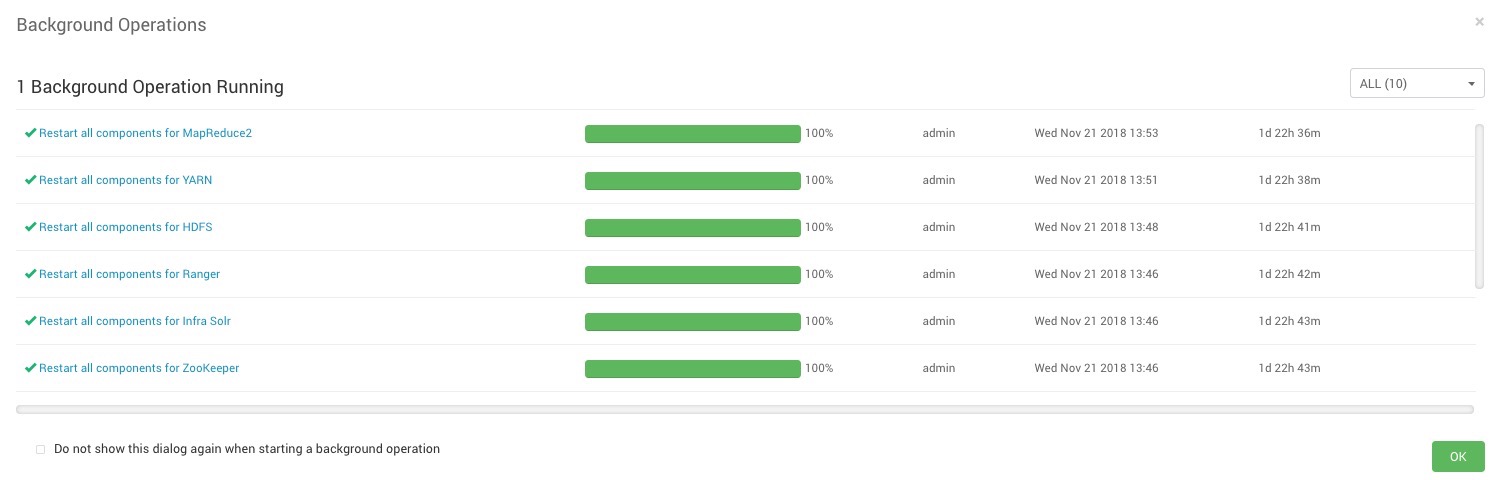 Background Operations ×
1 Background Operation Running ALL (10)
Restart all components for MapReduce2 100% admin Wed Nov 21 2018 13:53 1d 22h 36m
Restart all components for YARN 100% admin Wed Nov 21 2018 13:51 1d 22h 38m
Restart all components for HDFS 100% admin Wed Nov 21 2018 13:48 1d 22h 41m
Restart all components for Ranger 100% admin Wed Nov 21 2018 13:46 1d 22h 42m
Restart all components for Infra Solr 100% admin Wed Nov 21 2018 13:46 1d 22h 43m
Restart all components for ZooKeeper 100% admin Wed Nov 21 2018 13:46 1d 22h 43m
Do not show this dialog again when starting a background operation
OK